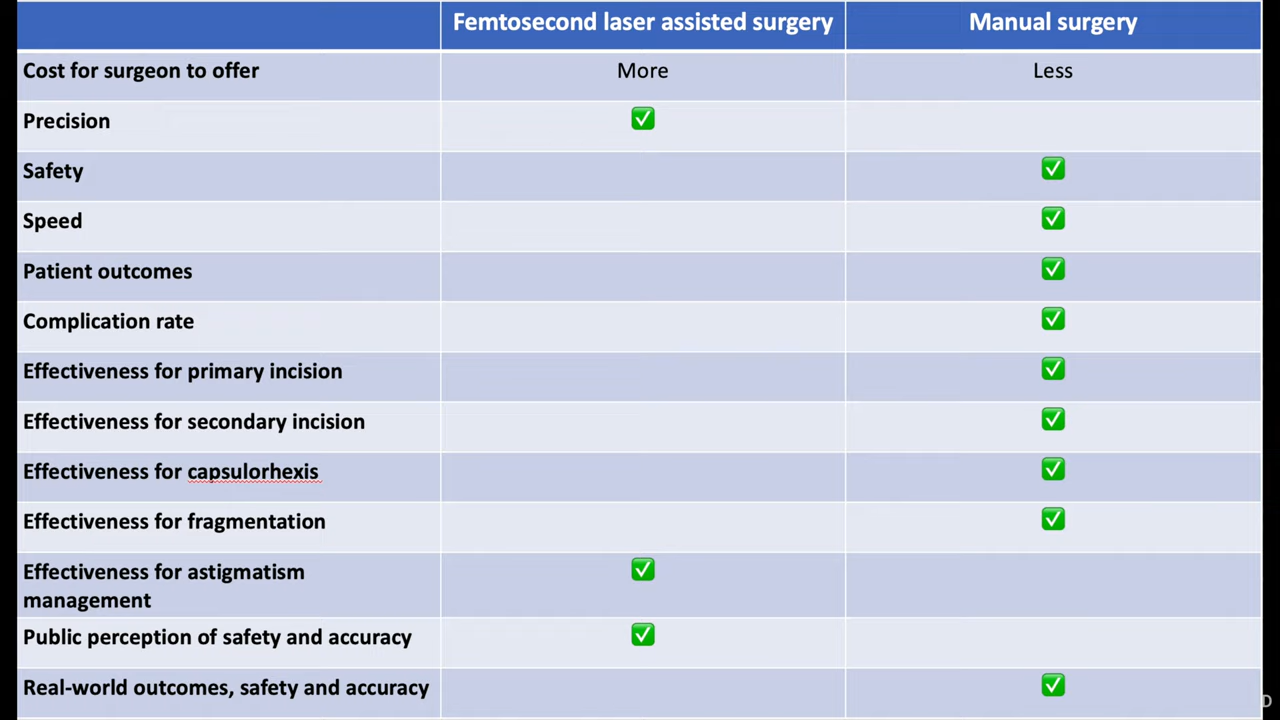 Femtosecond laser assisted surgery Manual surgery
Cost for surgeon to offer More Less
Precision ✅
Safety ✅
Speed ✅
Patient outcomes ✅
Complication rate ✅
Effectiveness for primary incision ✅
Effectiveness for secondary incision ✅
Effectiveness for capsulorhexis ✅
Effectiveness for fragmentation ✅
Effectiveness for astigmatism ✅
management
Public perception of safety and accuracy ✅
Real-world outcomes, safety and accuracy ✅
D